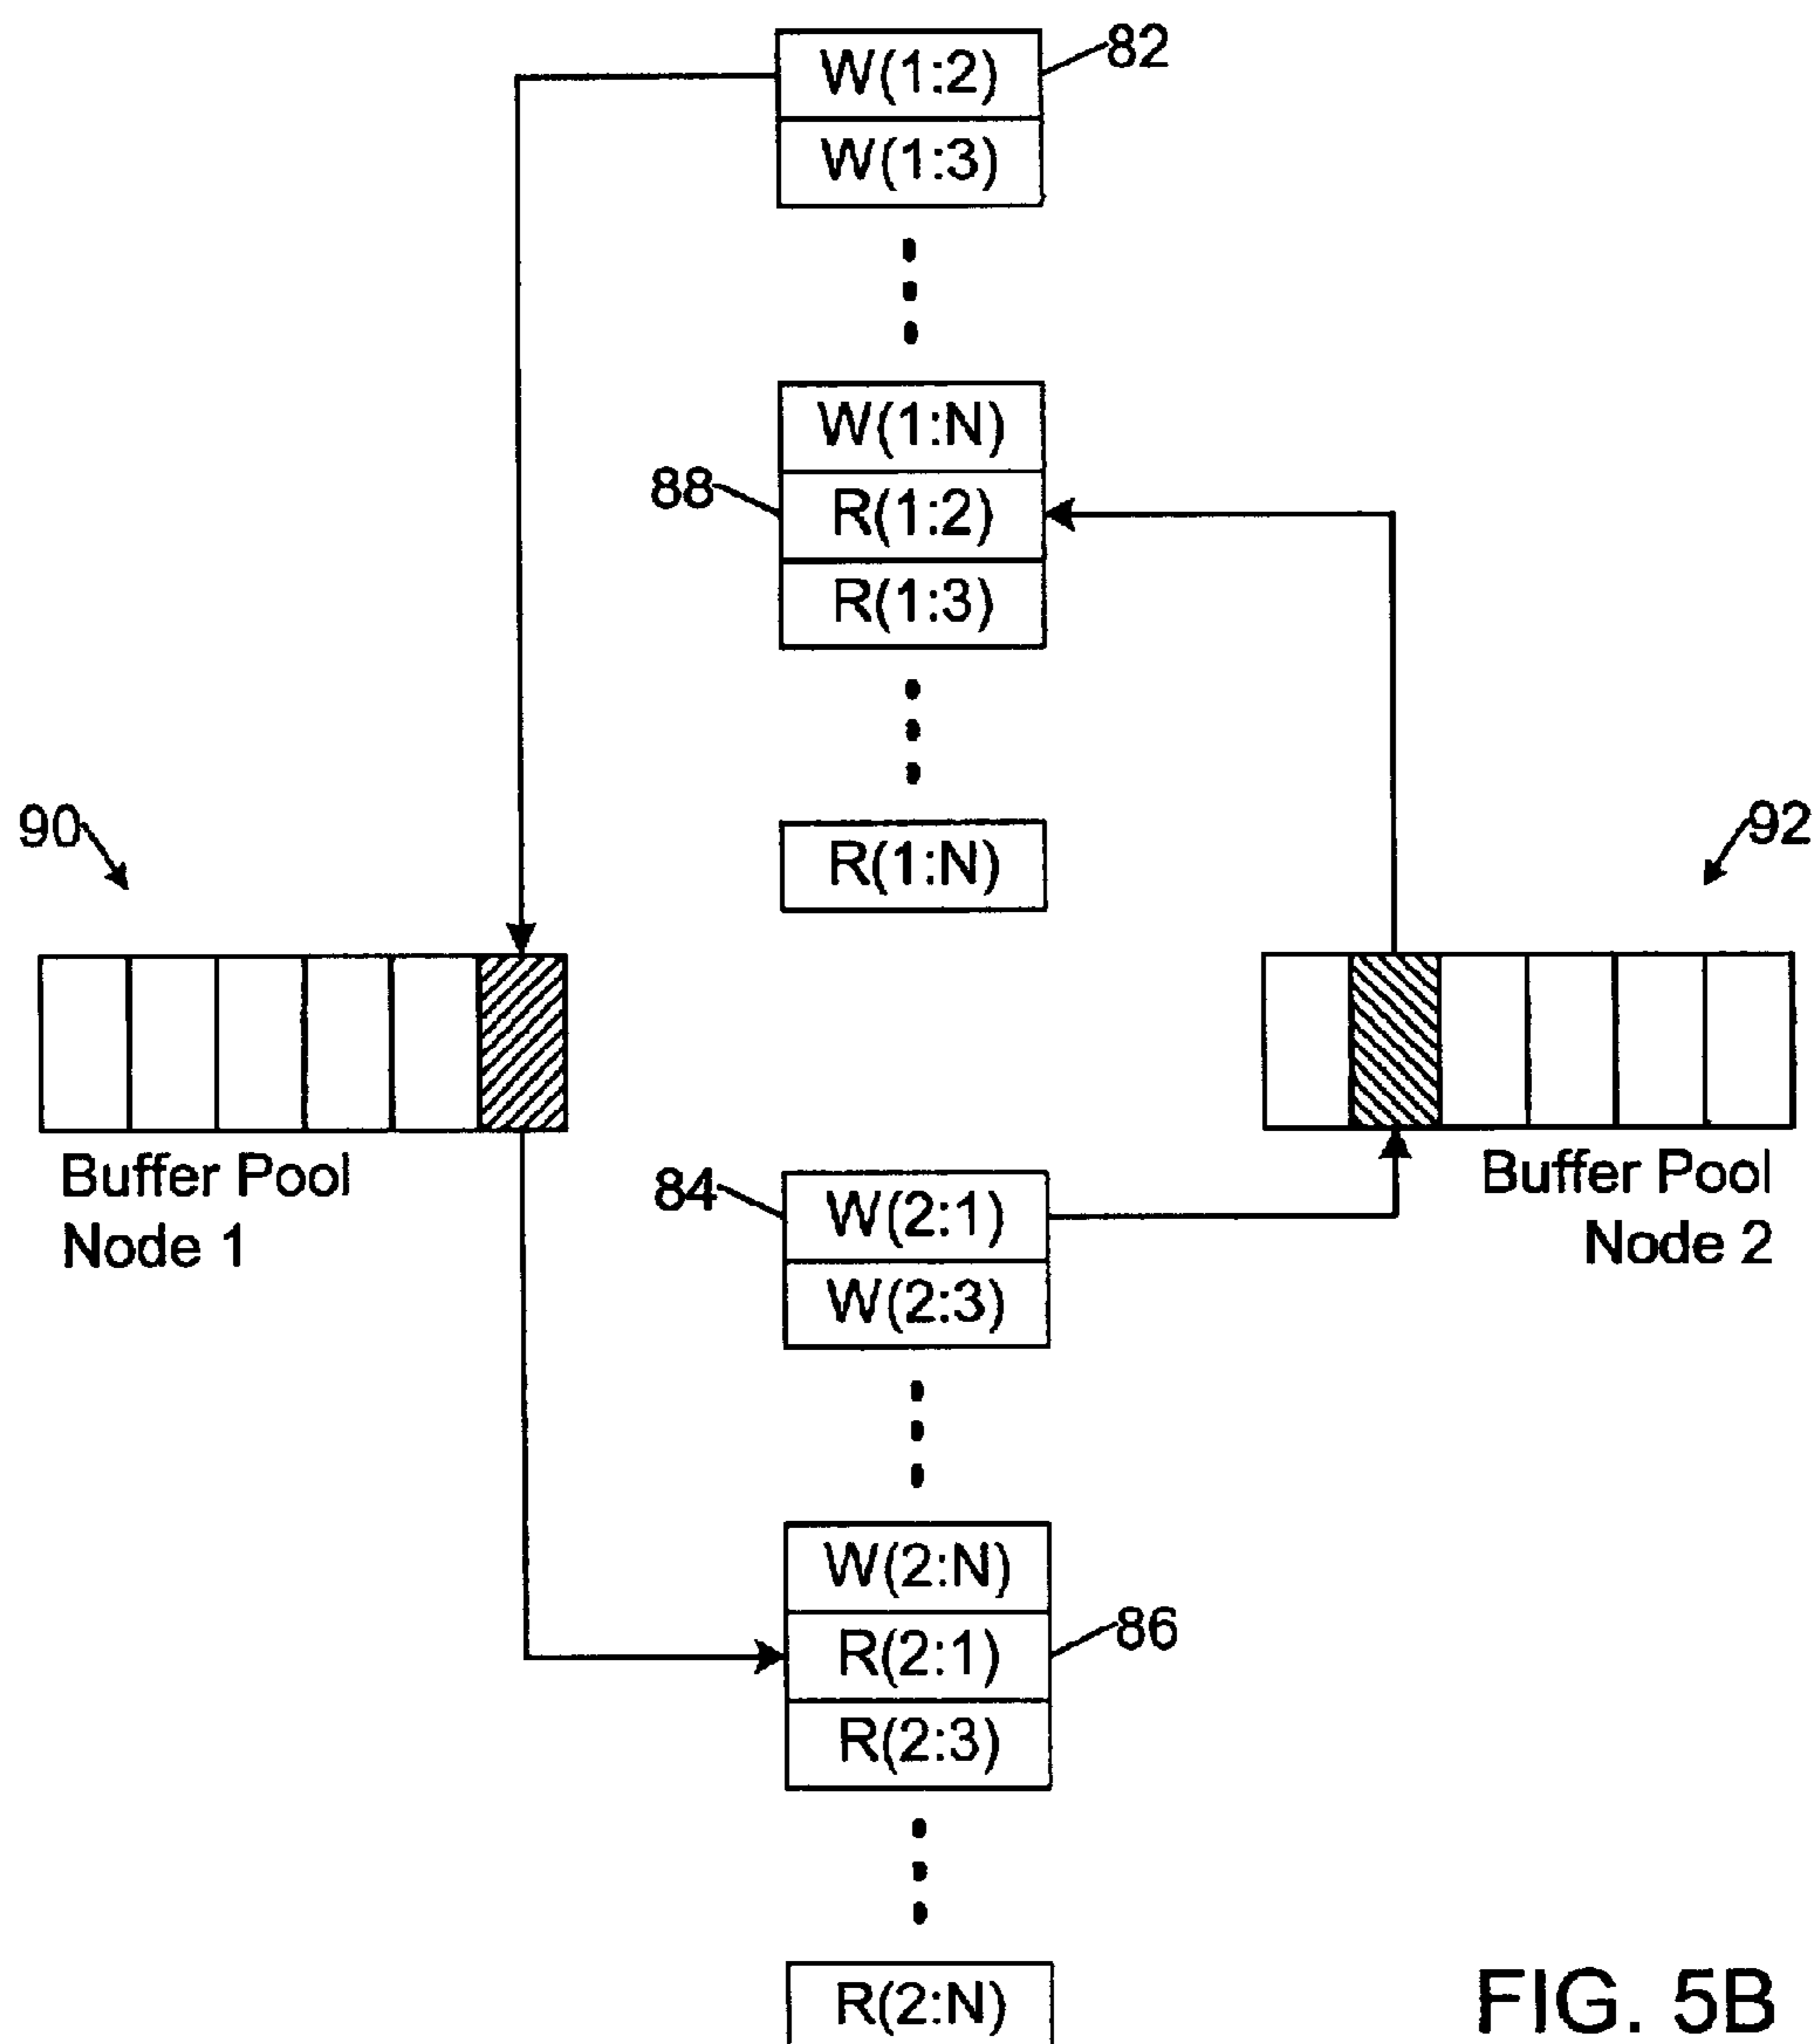 W(1:2)
82
W(1:3)
W(1:N)
88
R(1:2)
R(1:3)
90
92
R(1:N)
Buffer Pool
Node 1
84
W(2:1)
W(2:3)
Buffer Pool
Node 2
W(2:N)
R(2:1)
86
R(2:3)
R(2:N)
FIG. 5B